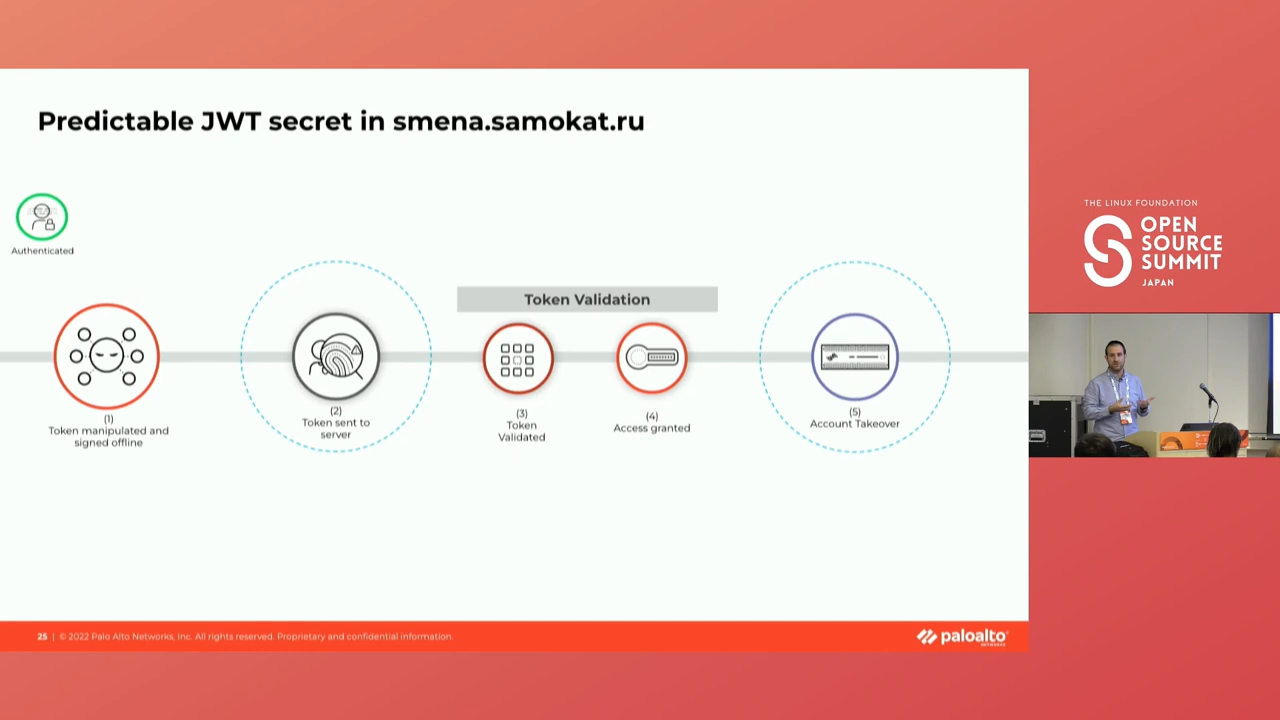 Predictable JWT secret in smena.samokat.ru
Authenticated
Token Validation
(1)
Token manipulated and
signed offline
(2)
Token sent to
server
(3)
Token
Validated
(4)
Access granted
(5)
Account Takeover
25 | © 2022 Palo Alto Networks, Inc. All rights reserved. Proprietary and confidential information.
paloalto
NETWORKS
THE LINUX FOUNDATION
OPEN
SOURCE
SUMMIT
JAPAN